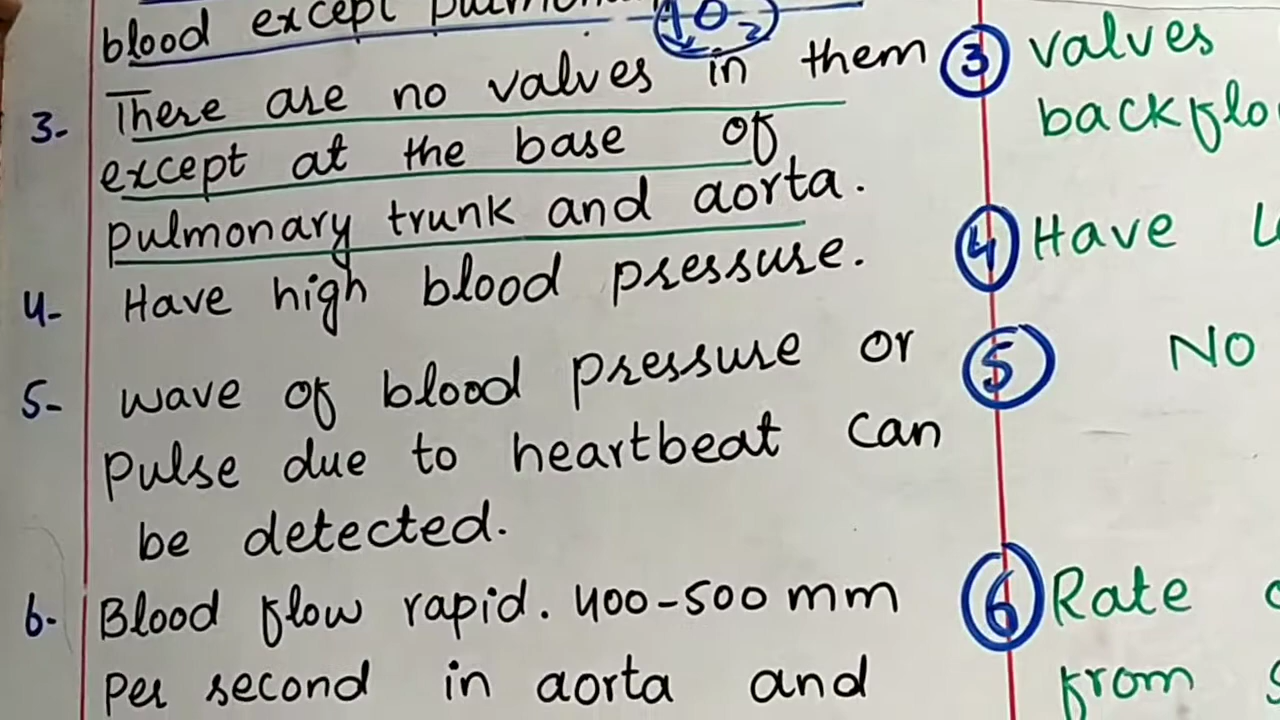 blood except
↓O₂
3- There are no valves in them
except at the base of
pulmonary trunk and aorta.
4- Have high blood pressure.
5- wave of blood pressure or
Pulse due to heartbeat can
be detected.
6- Blood flow rapid. 400-500 mm
per second in aorta and
3 valves
backflo
4 Have
5 NO
6 Rate
from